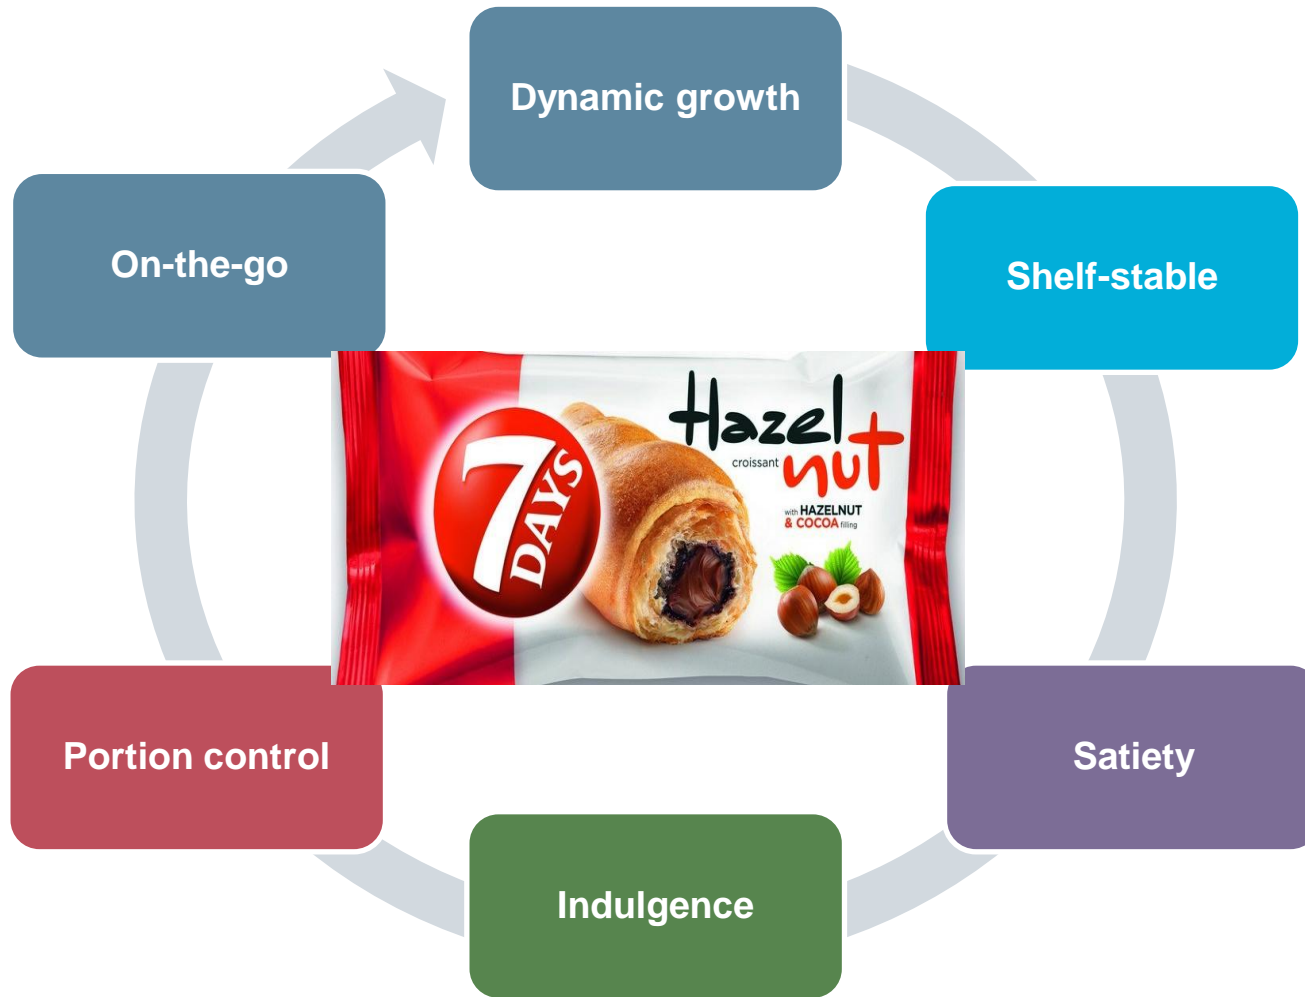 Dynamic growth
On-the-go
Shelf-stable
7 DAYS
Hazel
croissant nut
with HAZELNUT
& COCOA filling
Portion control
Satiety
Indulgence